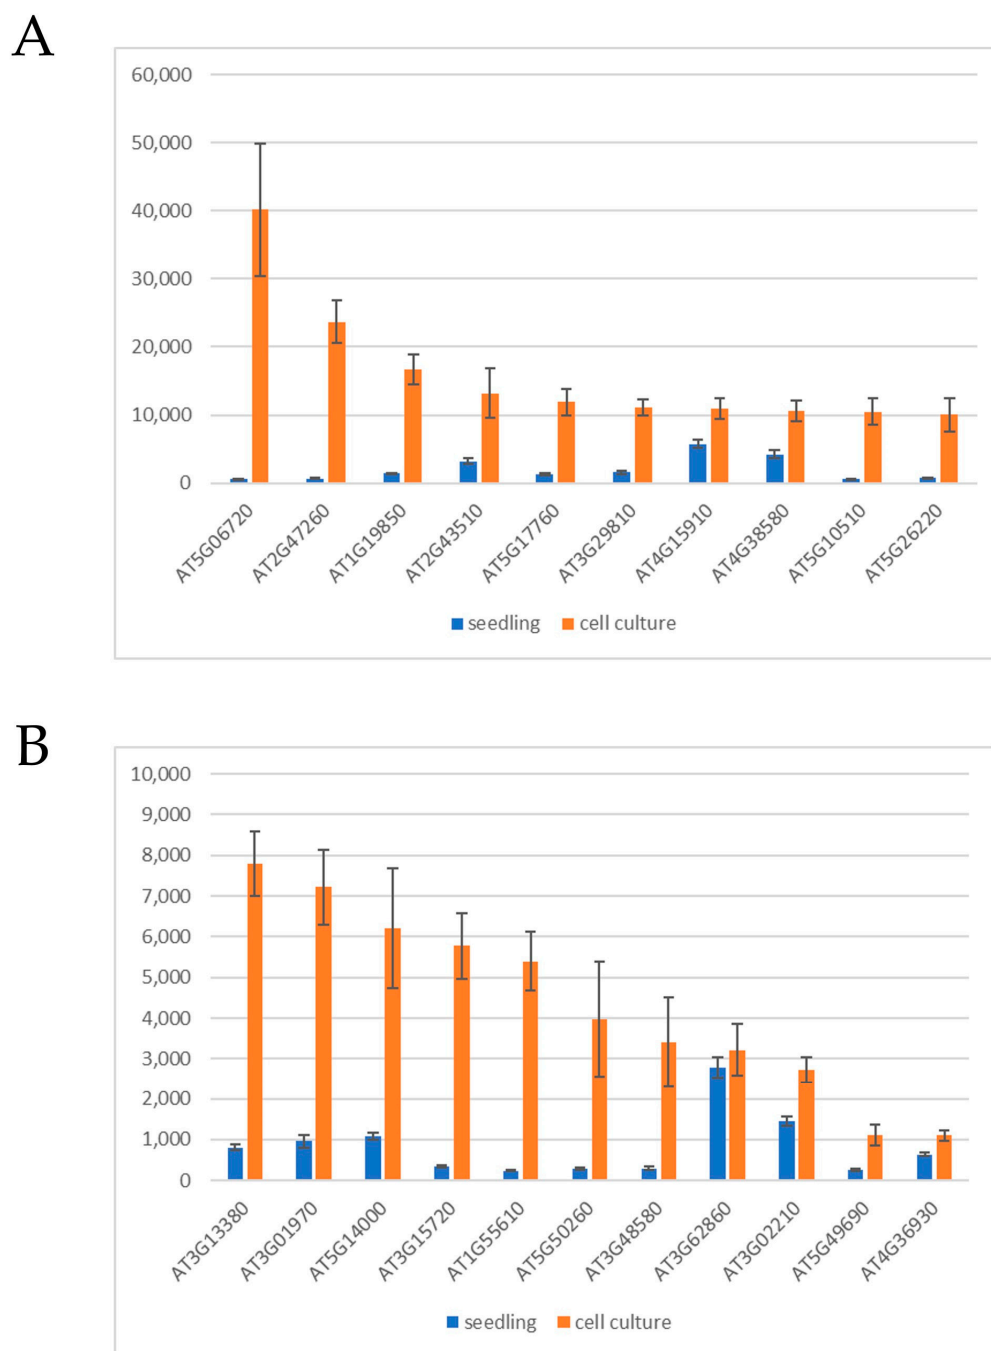 A
60,000
50,000
40,000
30,000
20,000
10,000
0
AT5G06720
AT2G47260
AT1G19850
AT2G43510
AT5G17760
AT3G29810
AT4G15910
AT4G38580
AT5G10510
AT5G26220
seedling cell culture
B
10,000
9,000
8,000
7,000
6,000
5,000
4,000
3,000
2,000
1,000
0
AT3G13380
AT3G01970
AT5G14000
AT3G15720
AT1G55610
AT5G50260
AT3G48580
AT3G62860
AT3G02210
AT5G49690
AT4G36930
seedling cell culture